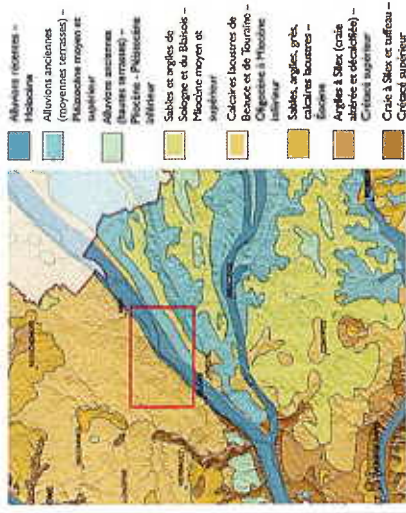 Alluvions récentes –
Holocène
Alluvions anciennes
(moyennes terrasses) –
Pléistocène moyen et
supérieur
Alluvions anciennes
(hautes terrasses) –
Pliocène - Pléistocène
inférieur
Sables et argiles de
Sologne et du Blaisois –
Miocène moyen et
supérieur
Calcaires lacustres de
Beauce et de Touraine –
Oligocène à Miocène
inférieur
Sables, argiles, grès,
calcaires lacustres –
Éocène
Argiles à Silex (craie
altérée et décalcifiée) –
Crétacé supérieur
Craie à Silex et tuffeau –
Crétacé supérieur